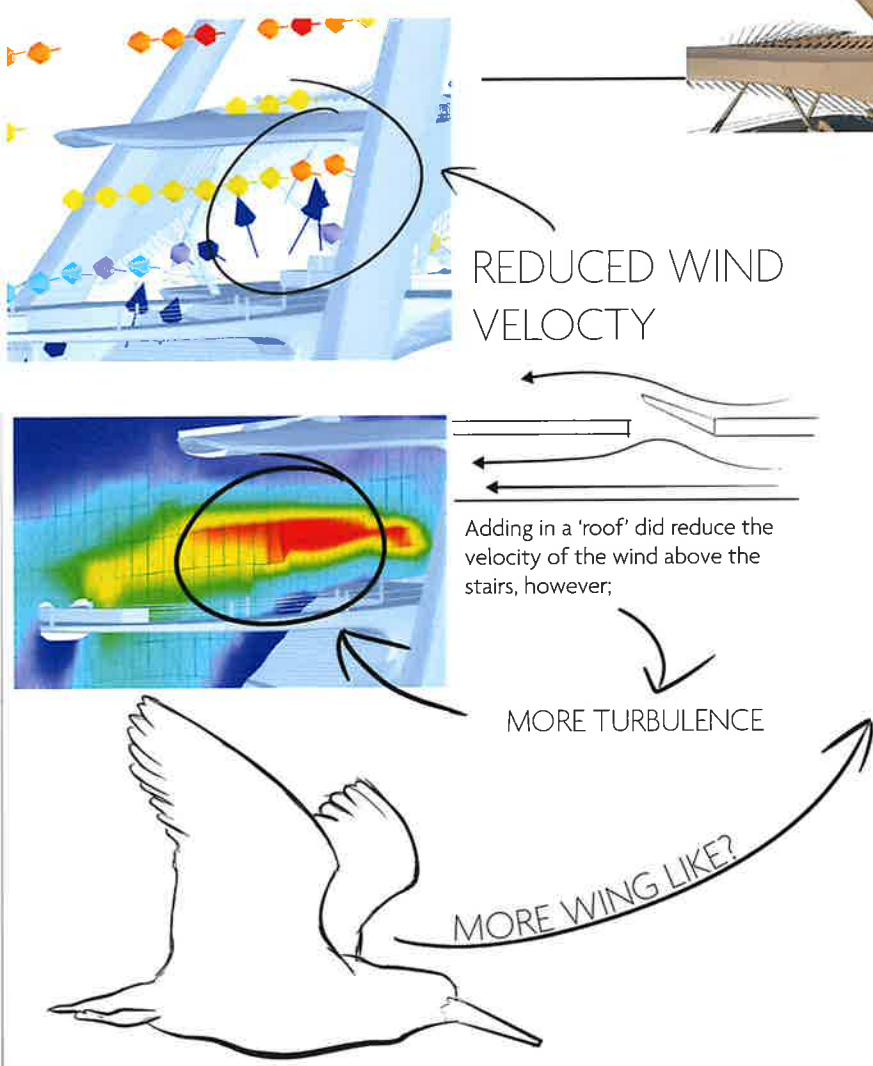 REDUCED WIND
VELOCTY
Adding in a 'roof' did reduce the
velocity of the wind above the
stairs, however;
MORE TURBULENCE
MORE WING LIKE?